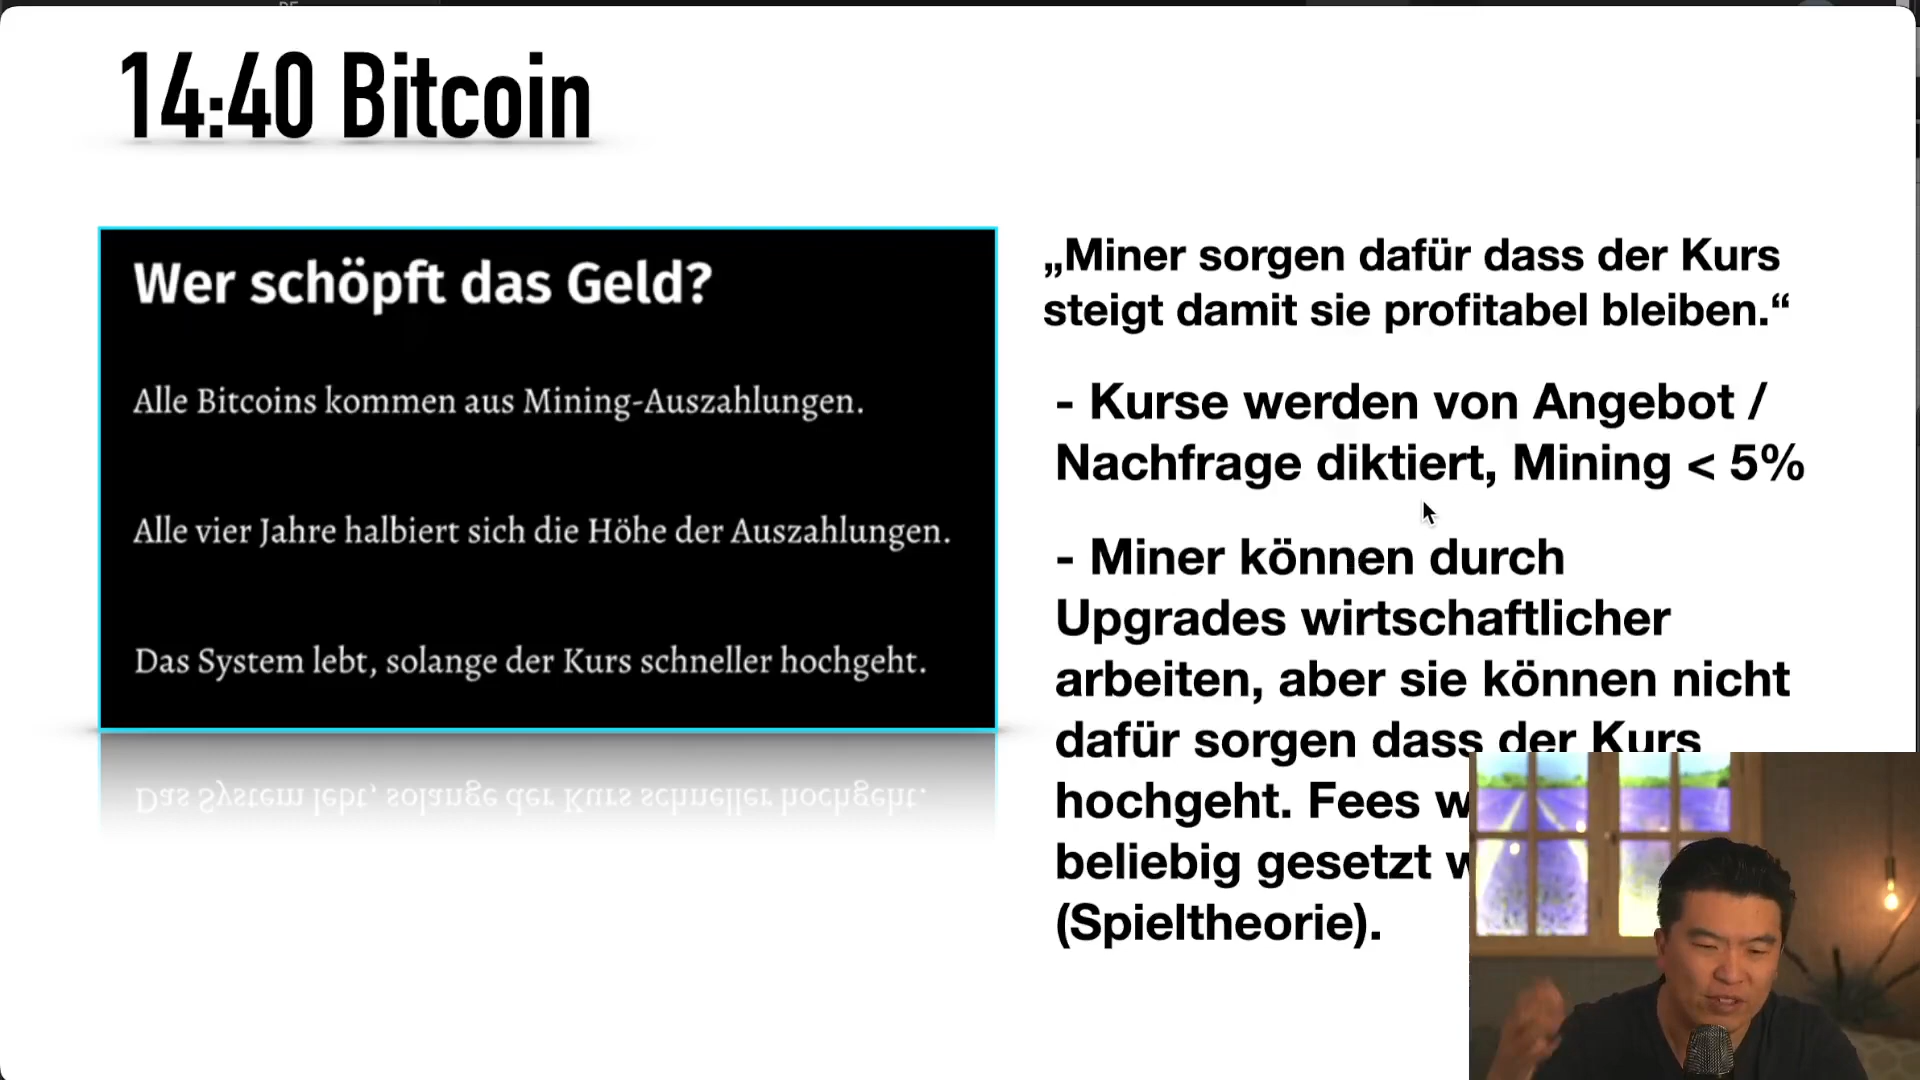 14:40 Bitcoin
Wer schöpft das Geld?
Alle Bitcoins kommen aus Mining-Auszahlungen.
Alle vier Jahre halbiert sich die Höhe der Auszahlungen.
Das System lebt, solange der Kurs schneller hochgeht.
„Miner sorgen dafür dass der Kurs
steigt damit sie profitabel bleiben.“
- Kurse werden von Angebot /
Nachfrage diktiert, Mining < 5%
- Miner können durch
Upgrades wirtschaftlicher
arbeiten, aber sie können nicht
dafür sorgen dass der Kurs
hochgeht. Fees
beliebig gesetzt
(Spieltheorie).